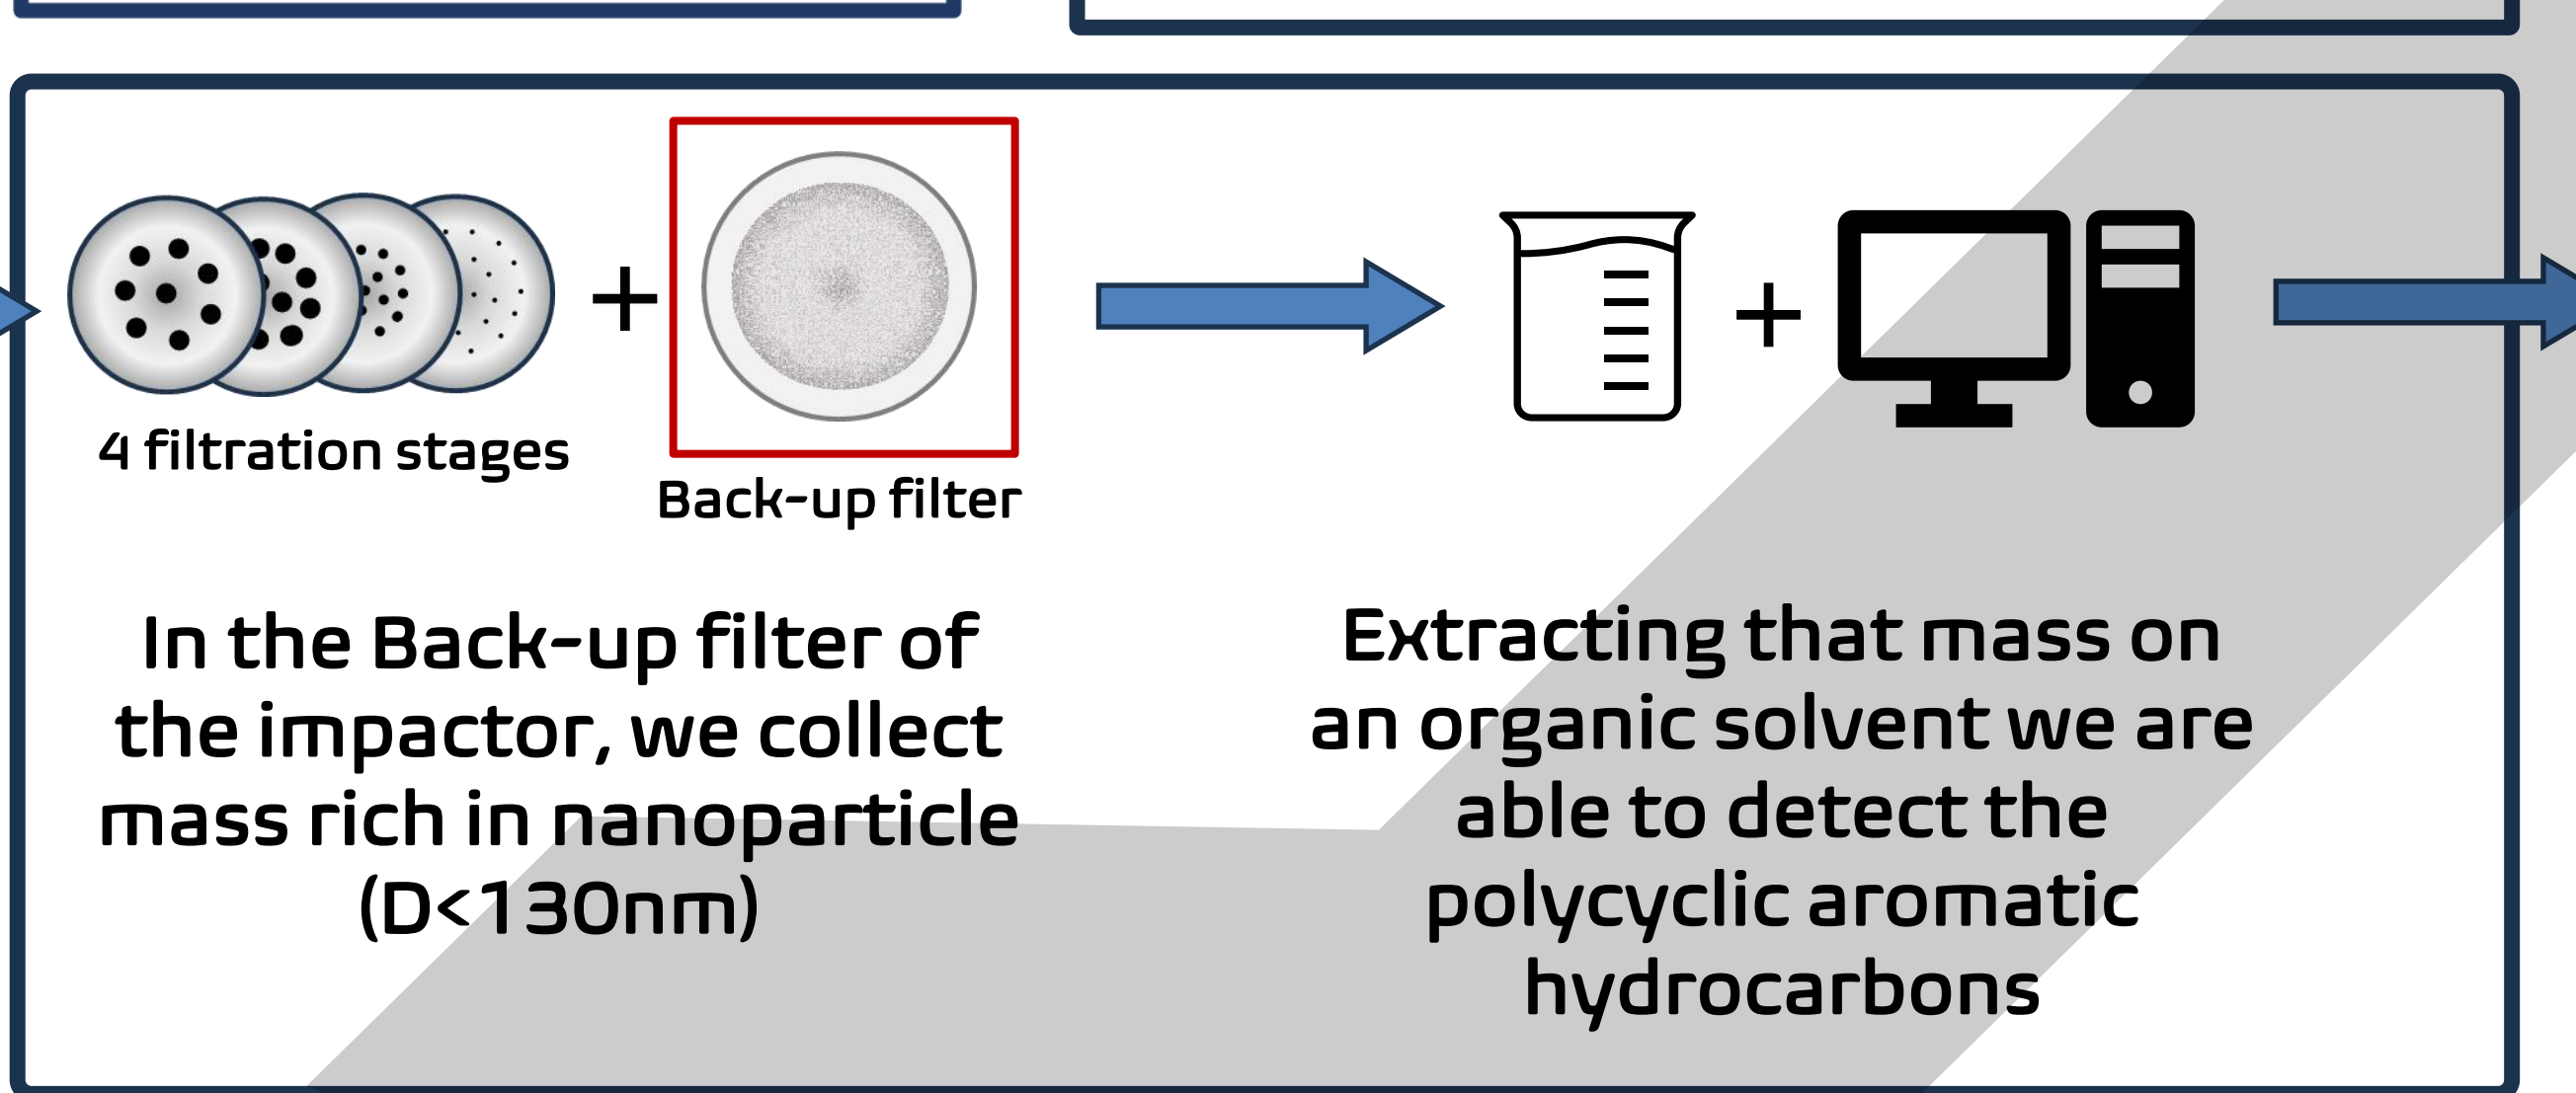 4 filtration stages
Back-up filter
In the Back-up filter of
the impactor, we collect
mass rich in nanoparticle
(D<130nm)
Extracting that mass on
an organic solvent we are
able to detect the
polycyclic aromatic
hydrocarbons